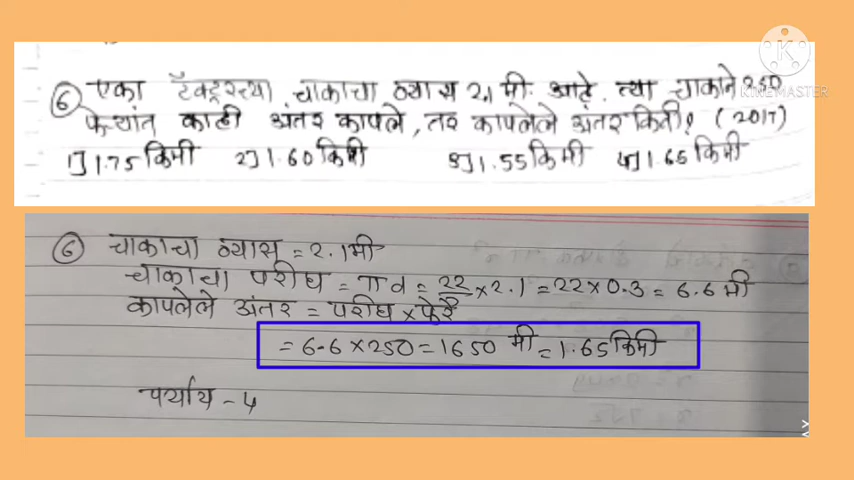 KINEMASTER
6 एका टॅक्ट्ररच्या चाकाचा व्यास 2.1 मी. आहे. त्या चाकाने 250
फेऱ्यांत काही अंतर कापले, तर कापलेले अंतर किती? (2017)
1] 1.75 किमी 2] 1.60 किमी 3] 1.55 किमी 4] 1.65 किमी
6 चाकाचा व्यास = 2.1 मी
चाकाचा परीघ = πd = 22/7 × 2.1 = 22 × 0.3 = 6.6 मी
कापलेले अंतर = परीघ × फेरे
= 6.6 × 250 = 1650 मी = 1.65 किमी
पर्याय - 4